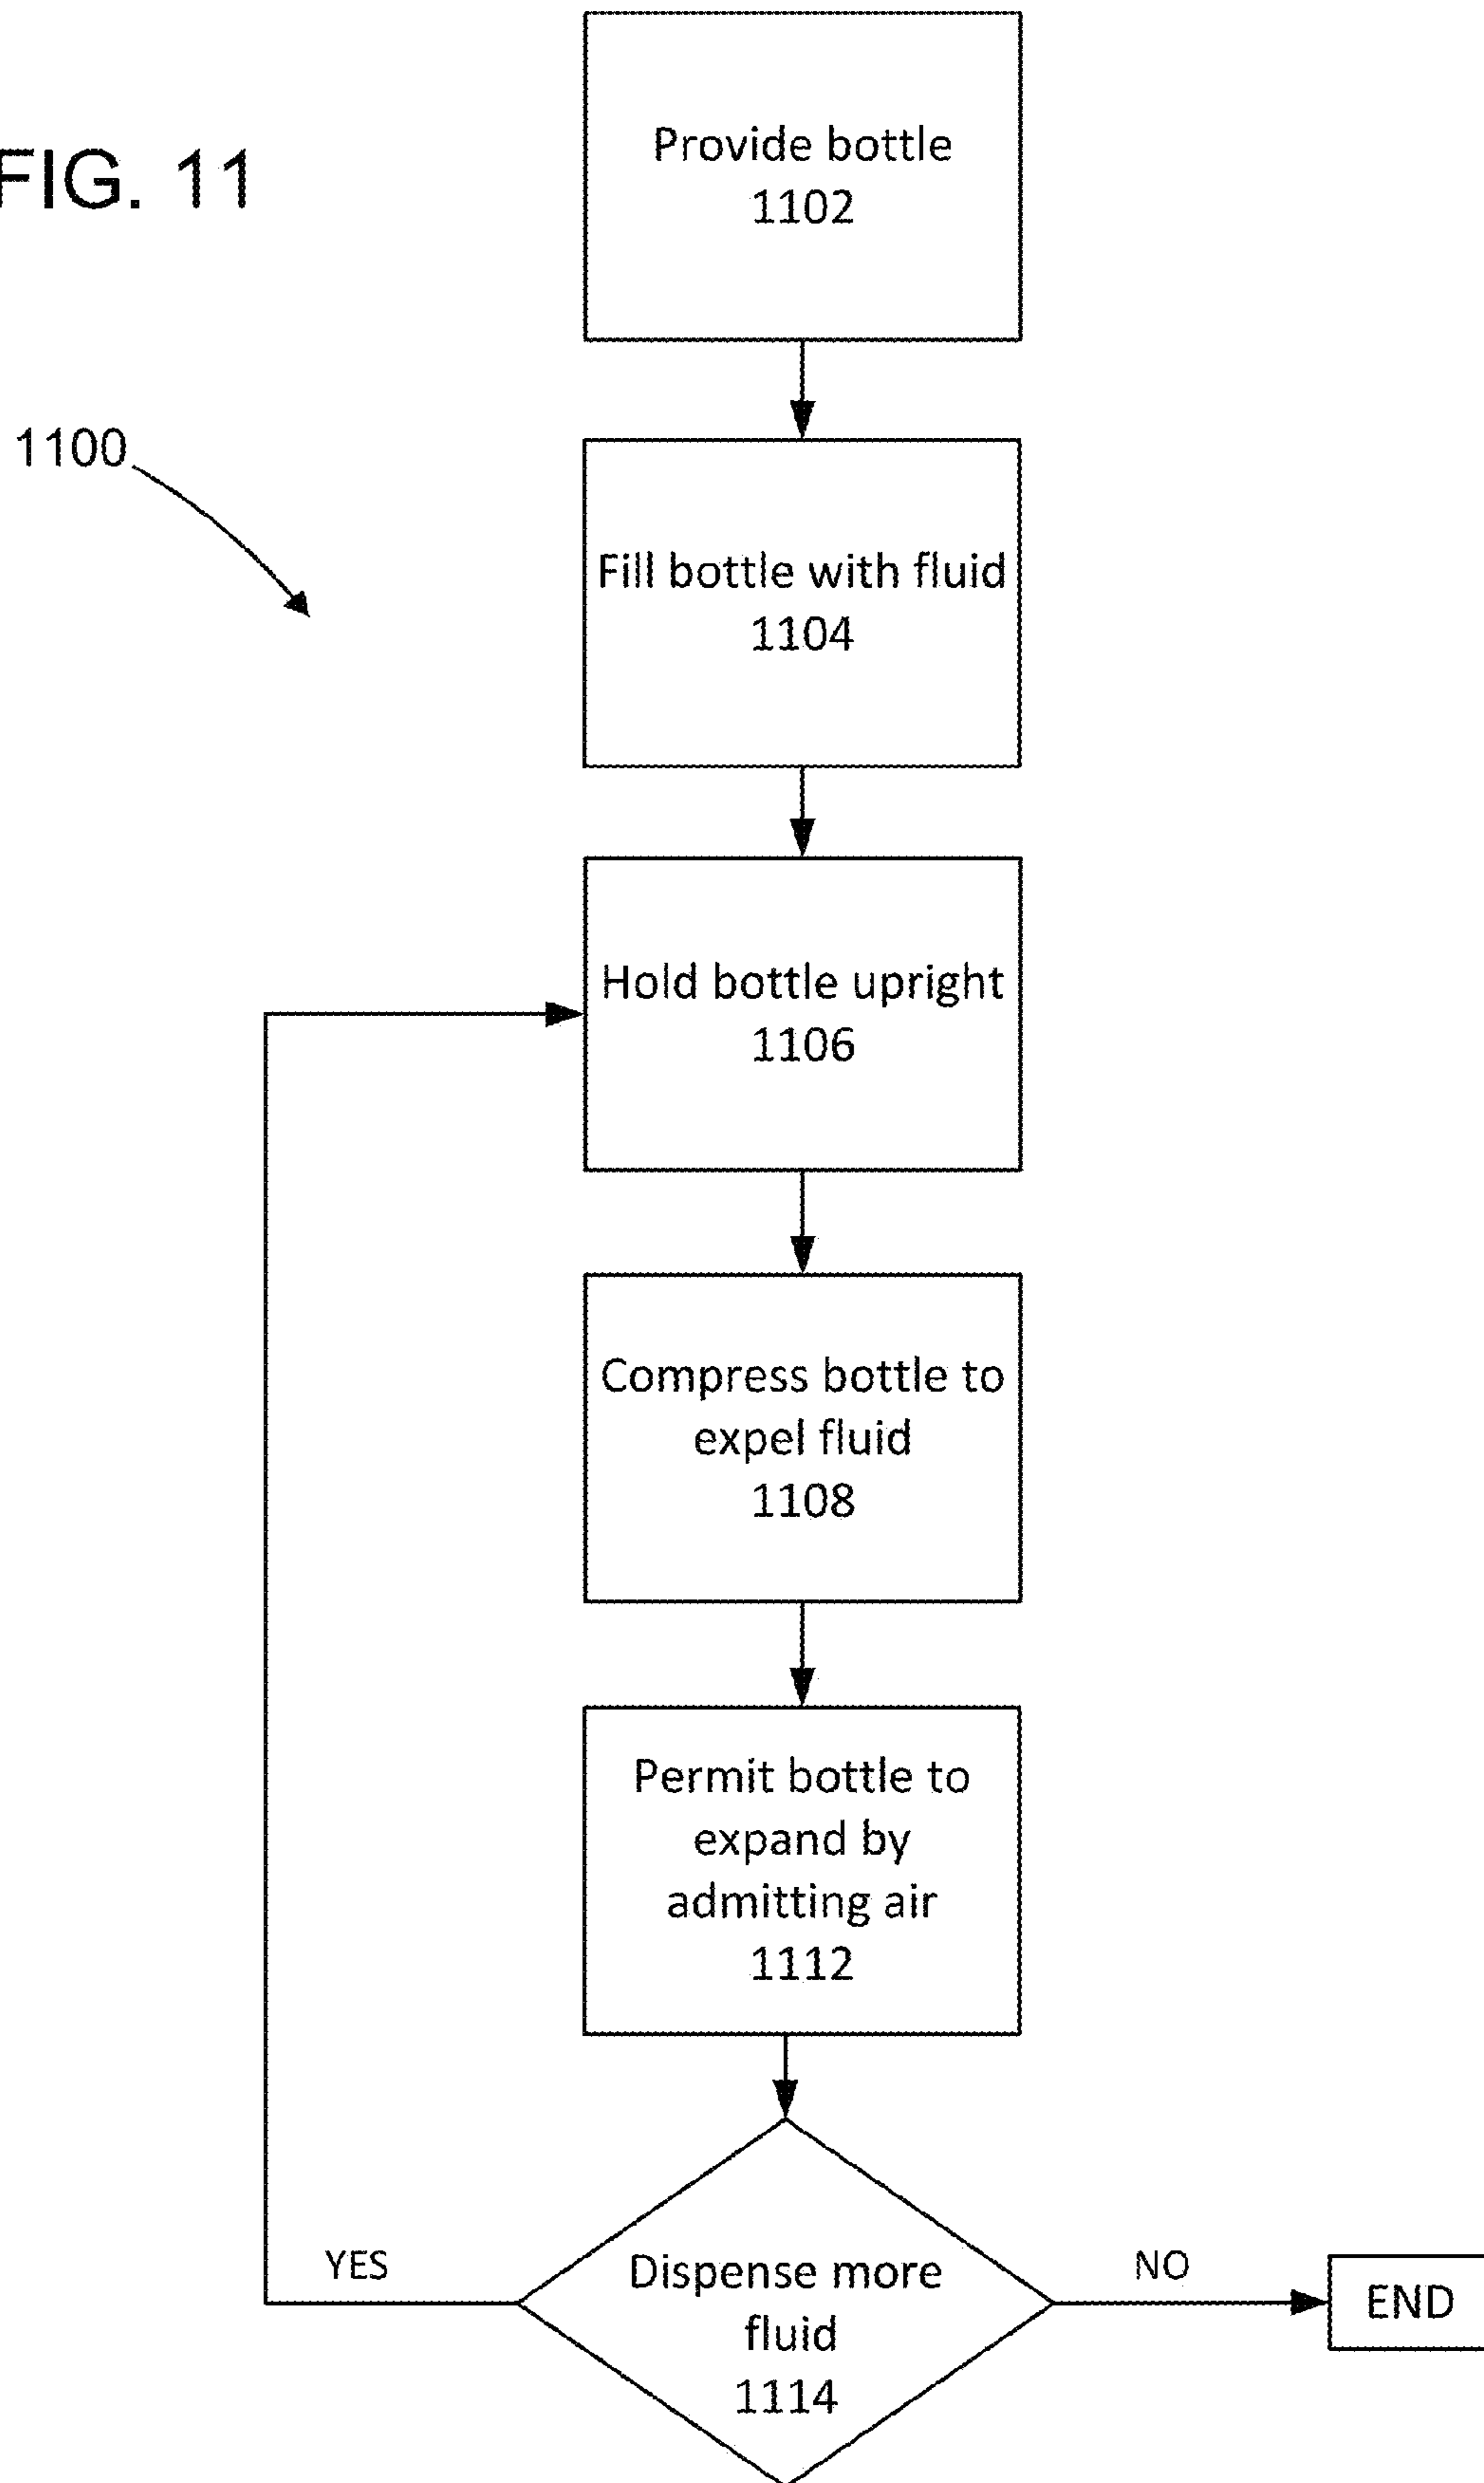 FIG. 11
Provide bottle
1102
1100
Fill bottle with fluid
1104
Hold bottle upright
1106
Compress bottle to
expel fluid
1108
Permit bottle to
expand by
admitting air
1112
YES
Dispense more
fluid
1114
NO
END